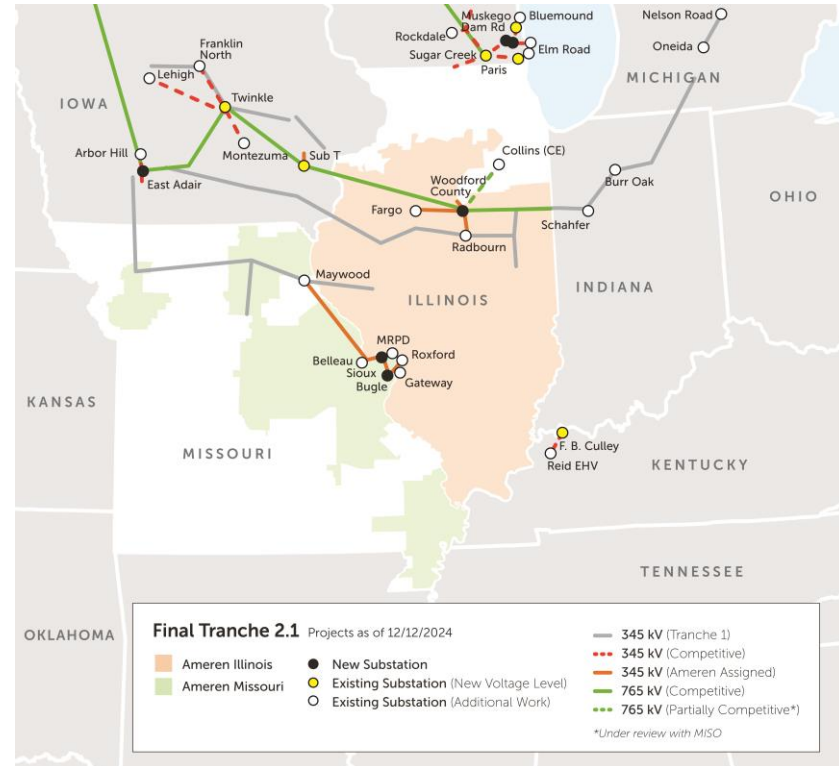 Muskego
Dam Rd
Bluemound
Nelson Road
Rockdale
Franklin
North
Sugar Creek
Elm Road
Oneida
Lehigh
Paris
MICHIGAN
IOWA
Twinkle
Arbor Hill
Montezuma
Sub T
Collins (CE)
East Adair
Woodford
County
Burr Oak
OHIO
Fargo
Schahfer
Radbourn
Maywood
ILLINOIS
INDIANA
MRPD
Belleau
Roxford
Sioux
Gateway
Bugle
KANSAS
MISSOURI
F. B. Culley
Reid EHV
KENTUCKY
TENNESSEE
OKLAHOMA
Final Tranche 2.1 Projects as of 12/12/2024
Ameren Illinois
Ameren Missouri
New Substation
Existing Substation (New Voltage Level)
Existing Substation (Additional Work)
345 kV (Tranche 1)
345 kV (Competitive)
345 kV (Ameren Assigned)
765 kV (Competitive)
765 kV (Partially Competitive*)
*Under review with MISO